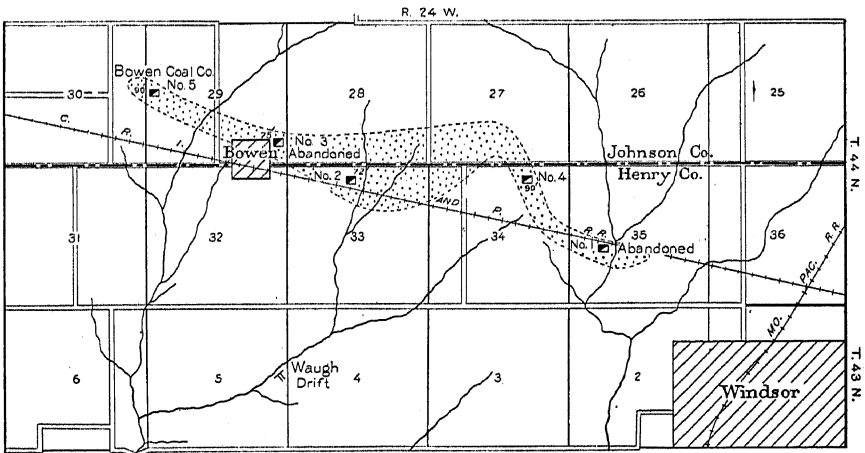 R. 24 W.
Bowen Coal Co.
No. 5
90
30
29
28
27
26
25
C. R. I. AND P. R. R.
75
No. 3
Abandoned
Bowen
No. 2
72
No. 4
90
Johnson Co.
Henry Co.
T. 44 N.
31
32
33
34
35
36
No. 1
Abandoned
MO. PAC. R R
6
5
4
3
2
Waugh
Drift
Windsor
T. 43 N.